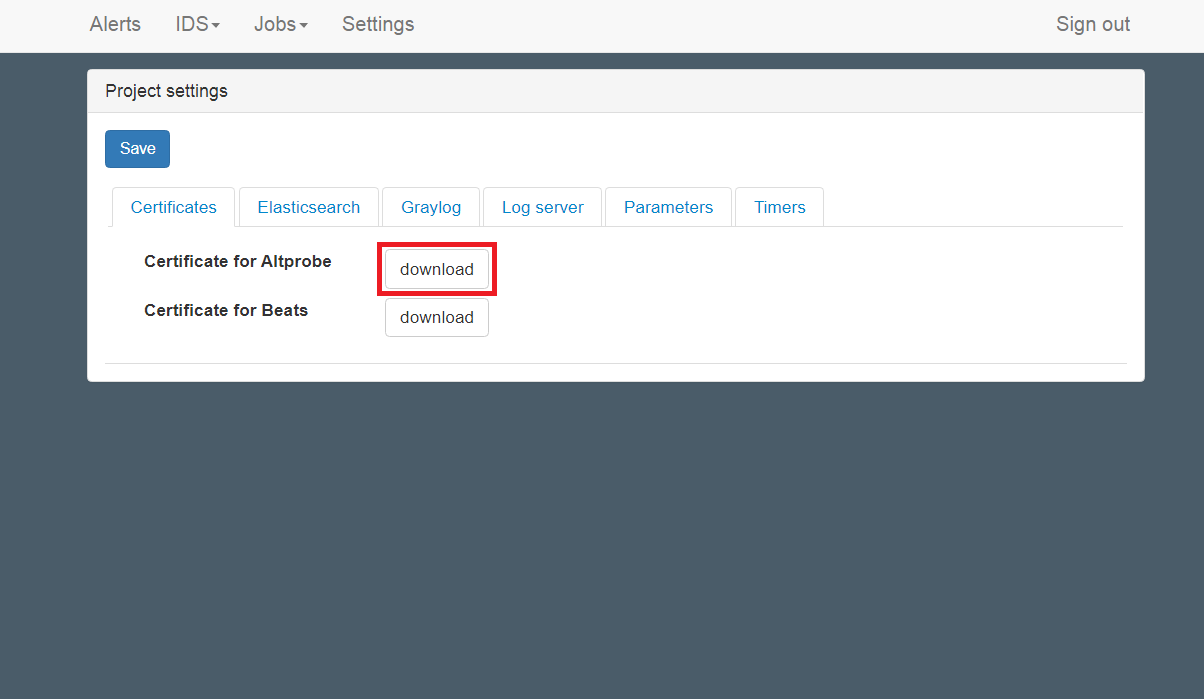 Alerts IDS Jobs Settings Sign out
Project settings
Save
Certificates Elasticsearch Graylog Log server Parameters Timers
Certificate for Altprobe download
Certificate for Beats download